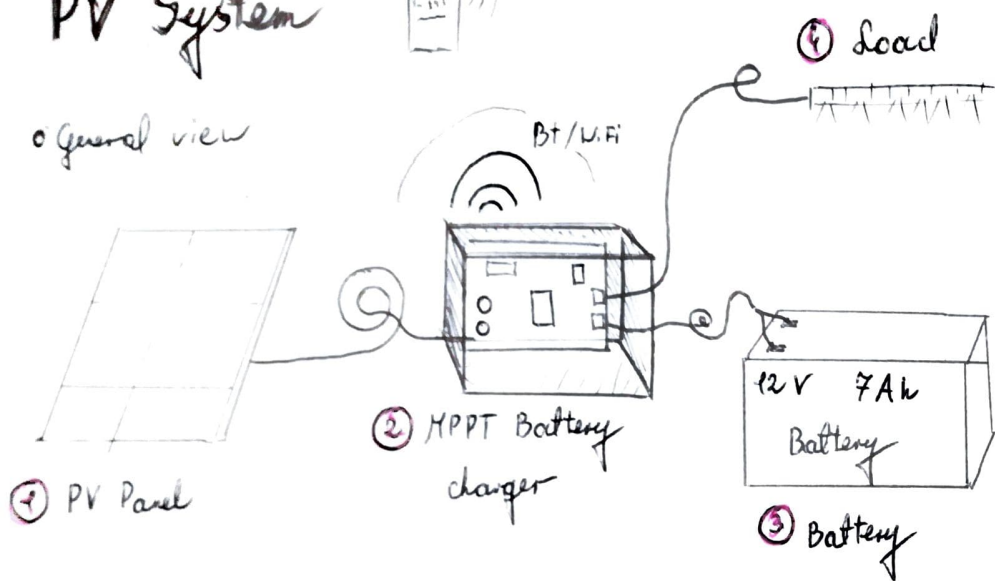 PV System
④ Load
o General view
Bt/WiFi
12V 7Ah
Battery
② MPPT Battery
charger
① PV Panel
③ Battery